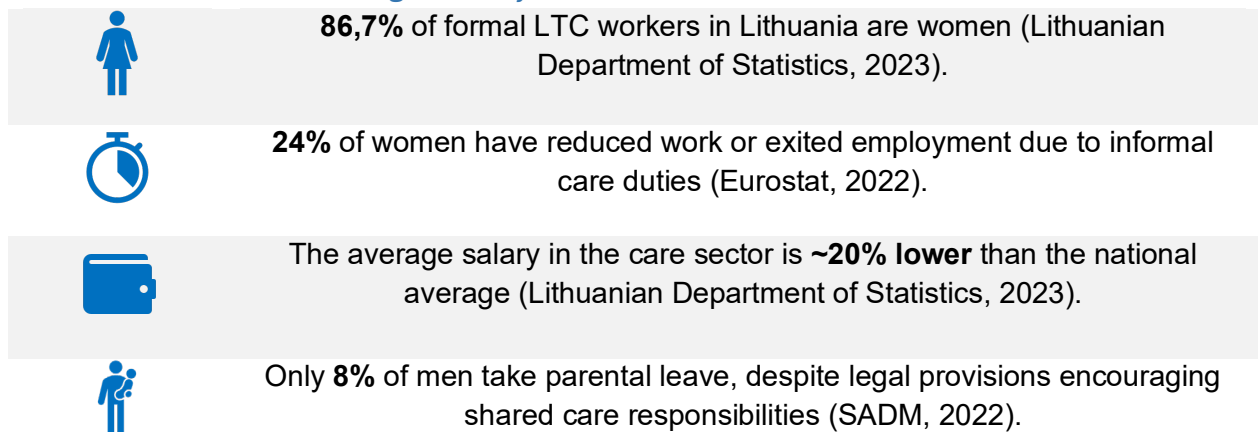 86,7% of formal LTC workers in Lithuania are women (Lithuanian
Department of Statistics, 2023).
24% of women have reduced work or exited employment due to informal
care duties (Eurostat, 2022).
The average salary in the care sector is ~20% lower than the national
average (Lithuanian Department of Statistics, 2023).
Only 8% of men take parental leave, despite legal provisions encouraging
shared care responsibilities (SADM, 2022).